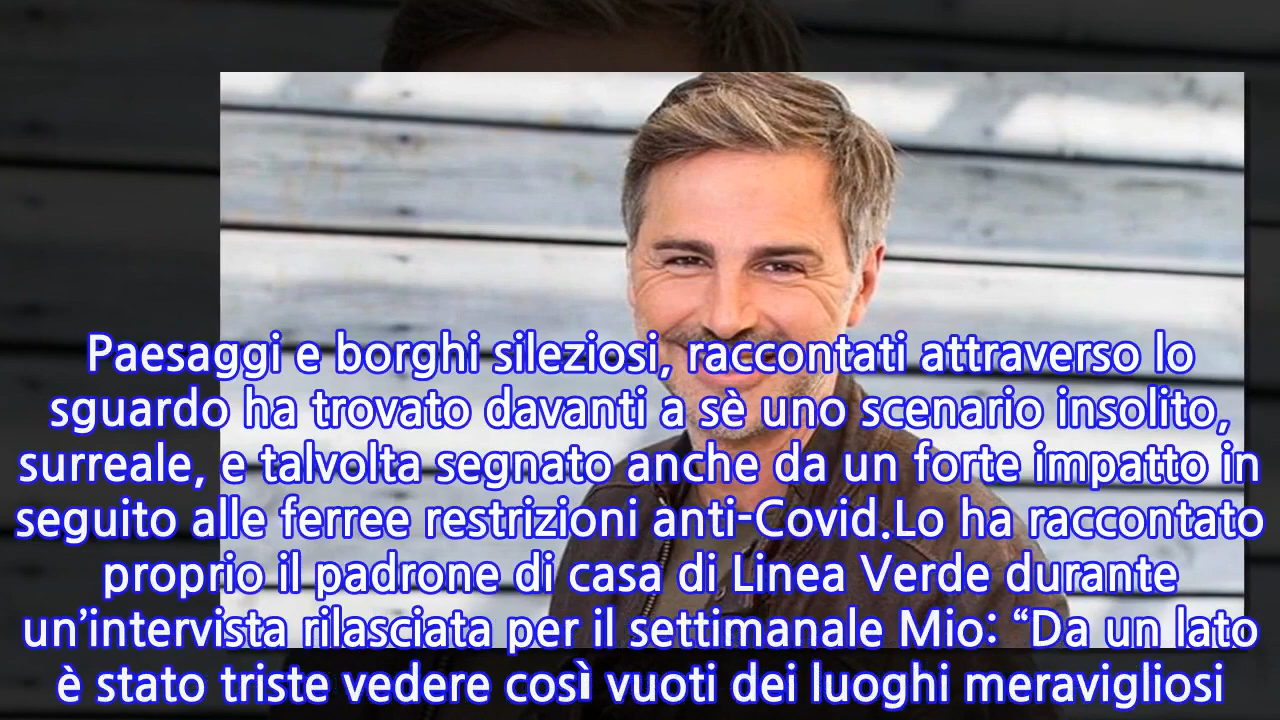 Paesaggi e borghi sileziosi, raccontati attraverso lo
sguardo ha trovato davanti a sè uno scenario insolito,
surreale, e talvolta segnato anche da un forte impatto in
seguito alle ferree restrizioni anti-Covid.Lo ha raccontato
proprio il padrone di casa di Linea Verde durante
un’intervista rilasciata per il settimanale Mio: “Da un lato
è stato triste vedere così vuoti dei luoghi meravigliosi